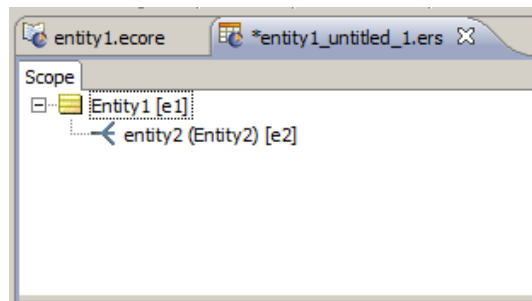 entity1.ecore
*entity1_untitled_1.ers
Scope
Entity1 [e1]
entity2 (Entity2) [e2]